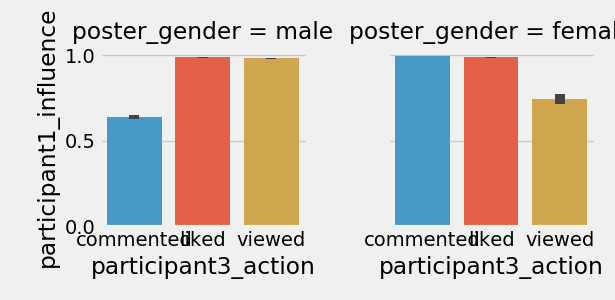 poster_gender = male
poster_gender = femal
participant1_influence
1.0
0.5
0.0
commented liked viewed
commented liked viewed
participant3_action
participant3_action